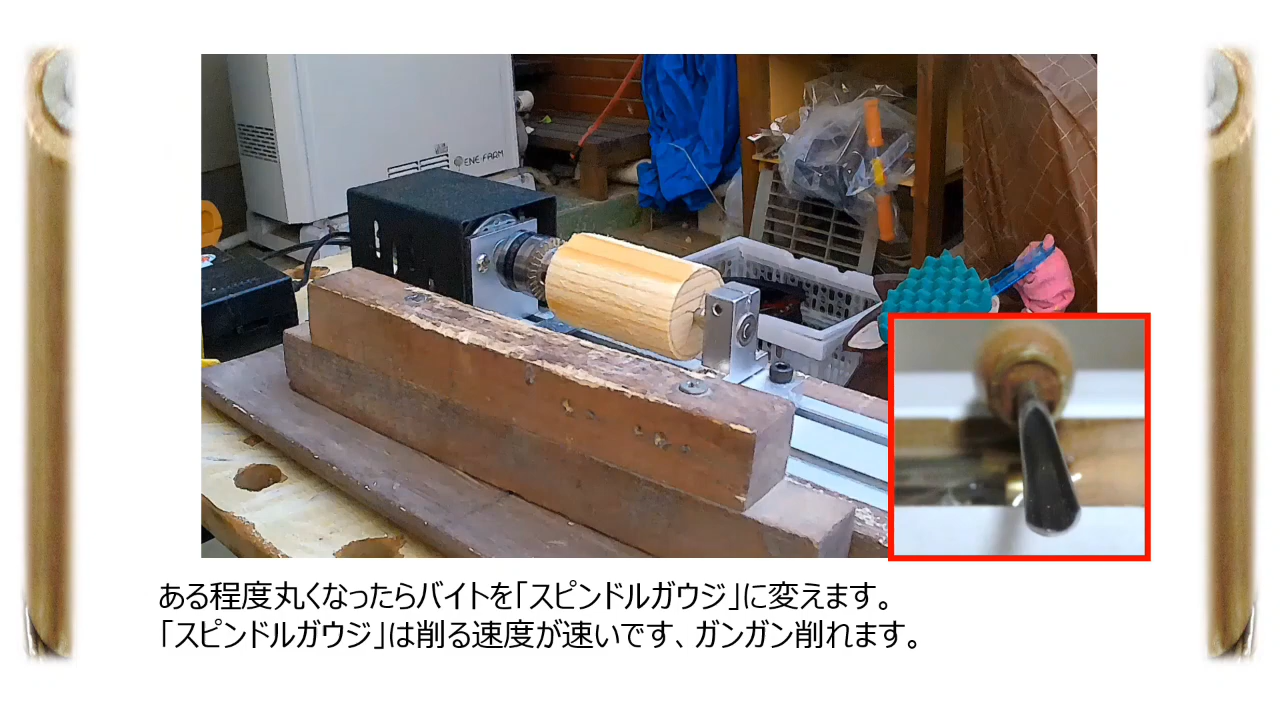 ENE·FARM
ある程度丸くなったらバイトを「スピンドルガウジ」に変えます。
「スピンドルガウジ」は削る速度が速いです、ガンガン削れます。